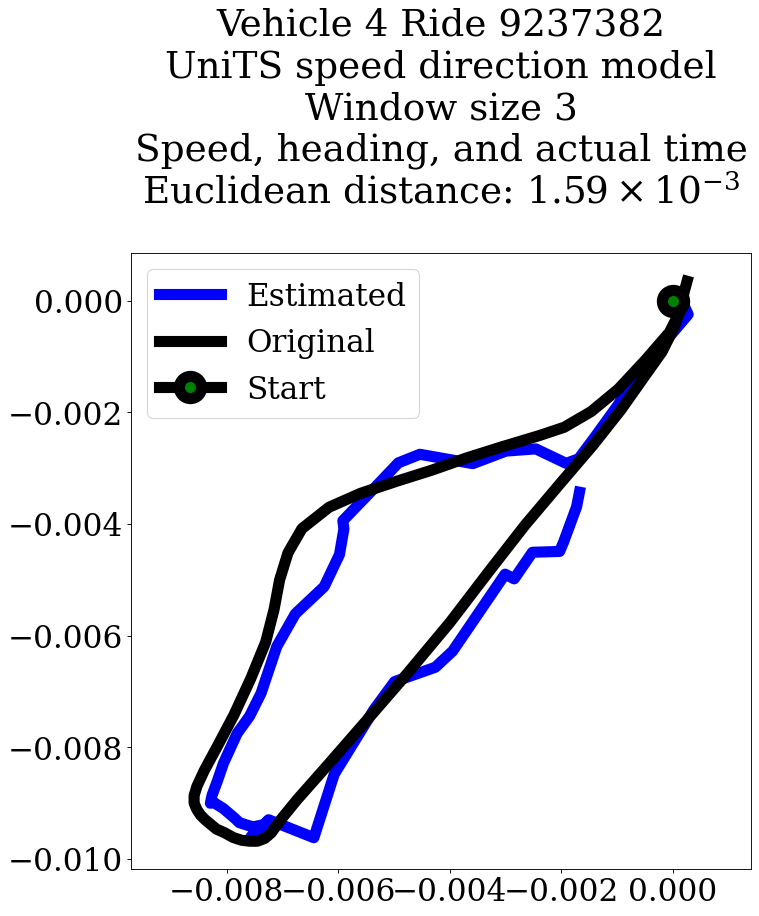 Vehicle 4 Ride 9237382
UniTS speed direction model
Window size 3
Speed, heading, and actual time
Euclidean distance: 1.59 × 10⁻³
Estimated
Original
Start
0.000
−0.002
−0.004
−0.006
−0.008
−0.010
−0.008 −0.006 −0.004 −0.002 0.000